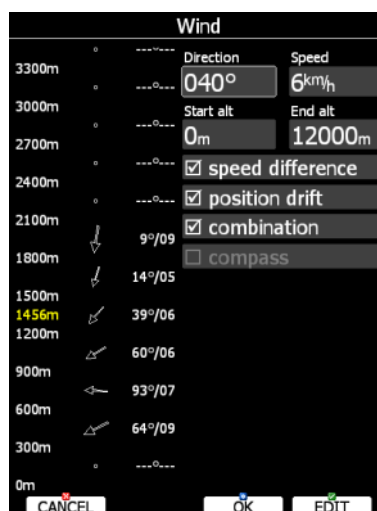 Wind
---°---
3300m
---°---
3000m
---°---
2700m
---°---
2400m
---°---
2100m
9°/09
1800m
14°/05
1500m
1456m
39°/06
1200m
60°/06
900m
93°/07
600m
64°/09
300m
---°---
0m
Direction Speed
040° 6km/h
Start alt End alt
0m 12000m
speed difference
position drift
combination
compass
CANCEL OK EDIT